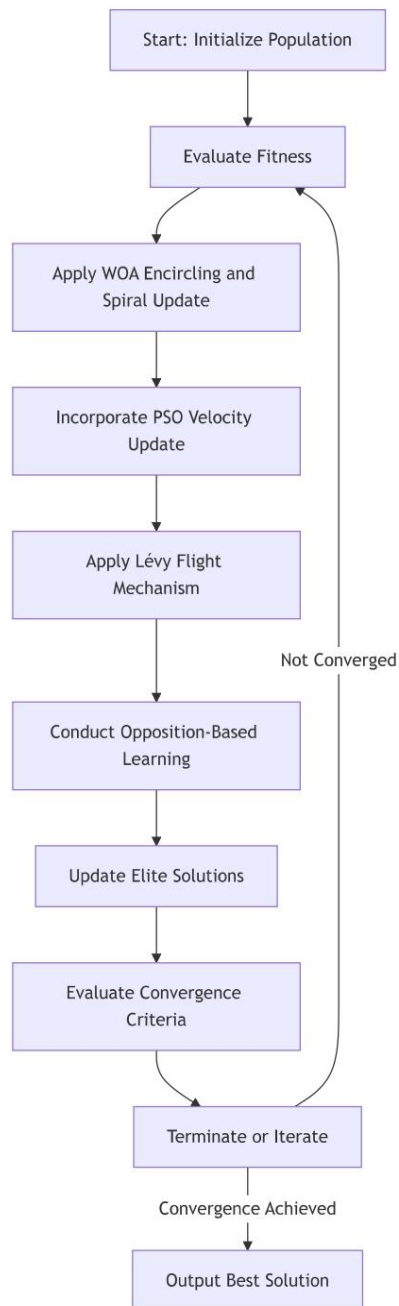 Start: Initialize Population
Evaluate Fitness
Apply WOA Encircling and
Spiral Update
Incorporate PSO Velocity
Update
Apply Lévy Flight
Mechanism
Not Converged
Conduct Opposition-Based
Learning
Update Elite Solutions
Evaluate Convergence
Criteria
Terminate or Iterate
Convergence Achieved
Output Best Solution